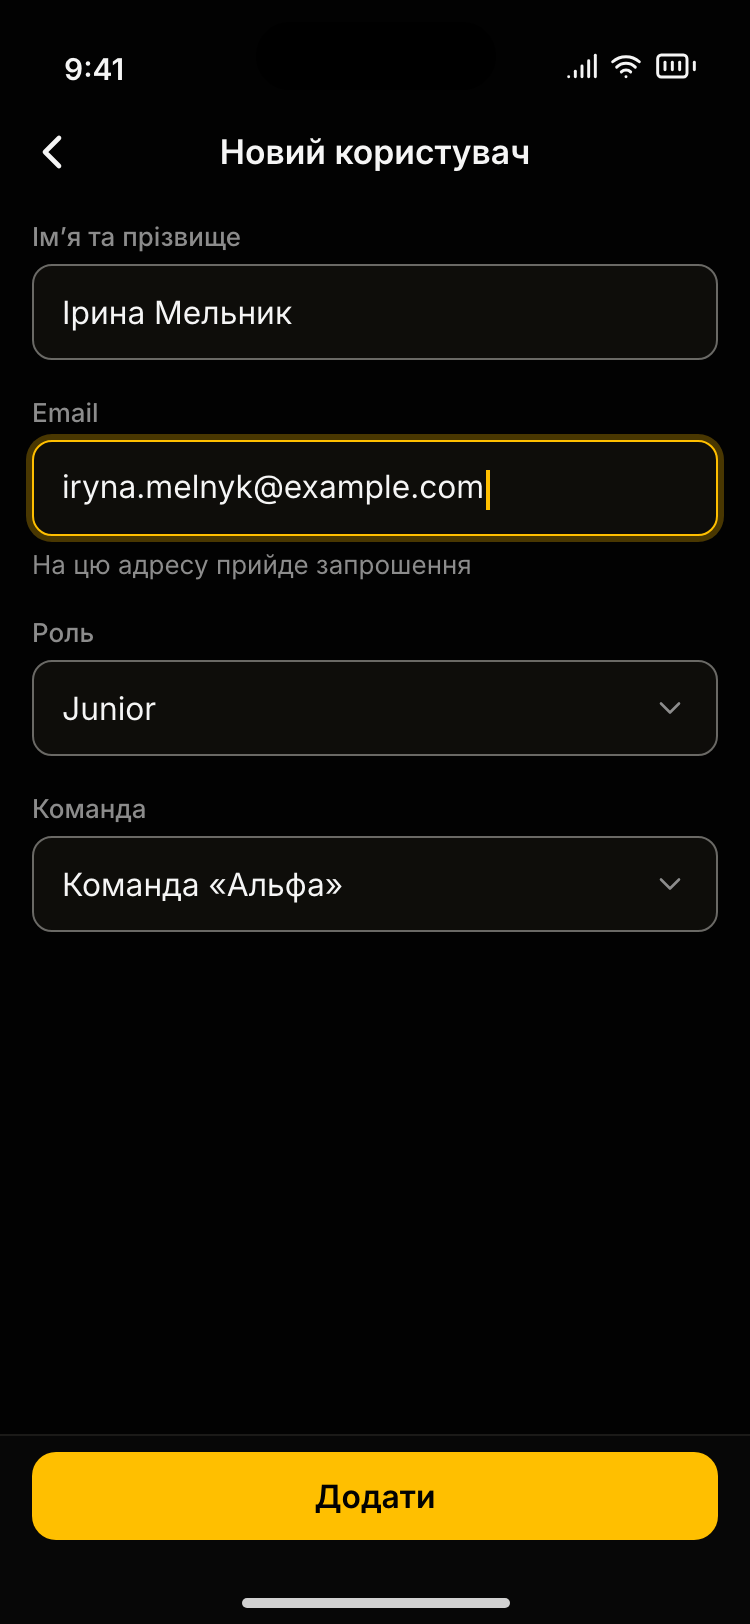 9:41
Новий користувач
Ім’я та прізвище
Ірина Мельник
Email
iryna.melnyk@example.com
На цю адресу прийде запрошення
Роль
Junior
Команда
Команда «Альфа»
Додати